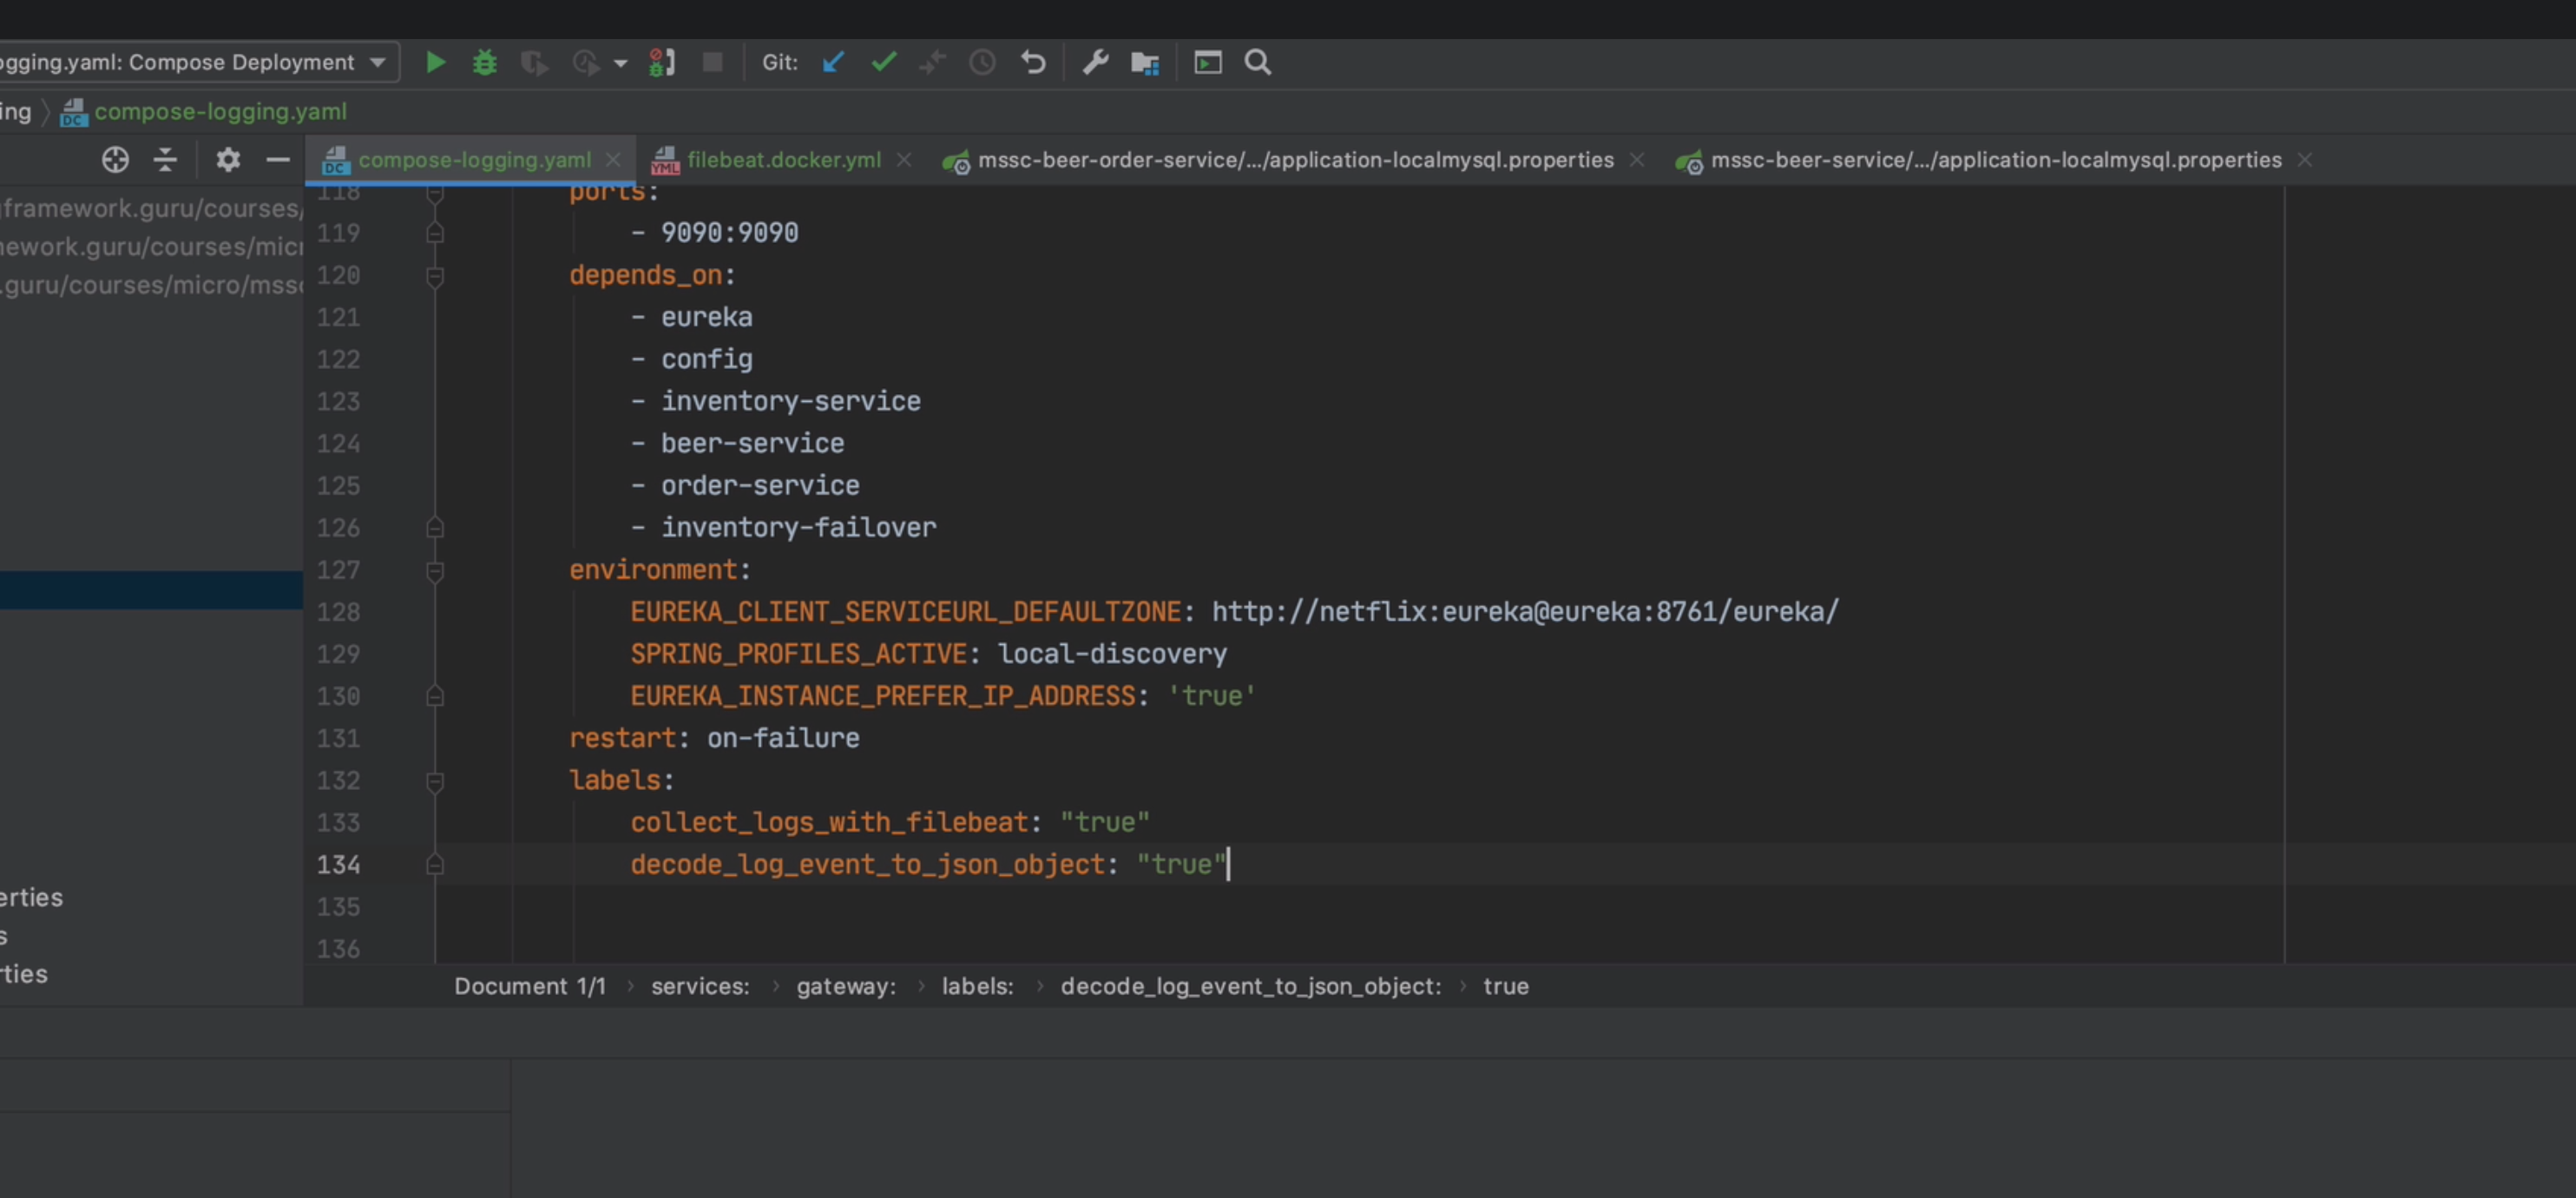 ogging.yaml: Compose Deployment Git:
ing compose-logging.yaml
compose-logging.yaml filebeat.docker.yml mssc-beer-order-service/.../application-localmysql.properties mssc-beer-service/.../application-localmysql.properties
gframework.guru/courses/
nework.guru/courses/micr
.guru/courses/micro/mssc
erties
s
rties
118 ports:
119 - 9090:9090
120 depends_on:
121 - eureka
122 - config
123 - inventory-service
124 - beer-service
125 - order-service
126 - inventory-failover
127 environment:
128 EUREKA_CLIENT_SERVICEURL_DEFAULTZONE: http://netflix:eureka@eureka:8761/eureka/
129 SPRING_PROFILES_ACTIVE: local-discovery
130 EUREKA_INSTANCE_PREFER_IP_ADDRESS: 'true'
131 restart: on-failure
132 labels:
133 collect_logs_with_filebeat: "true"
134 decode_log_event_to_json_object: "true"
135
136
Document 1/1 › services: › gateway: › labels: › decode_log_event_to_json_object: › true